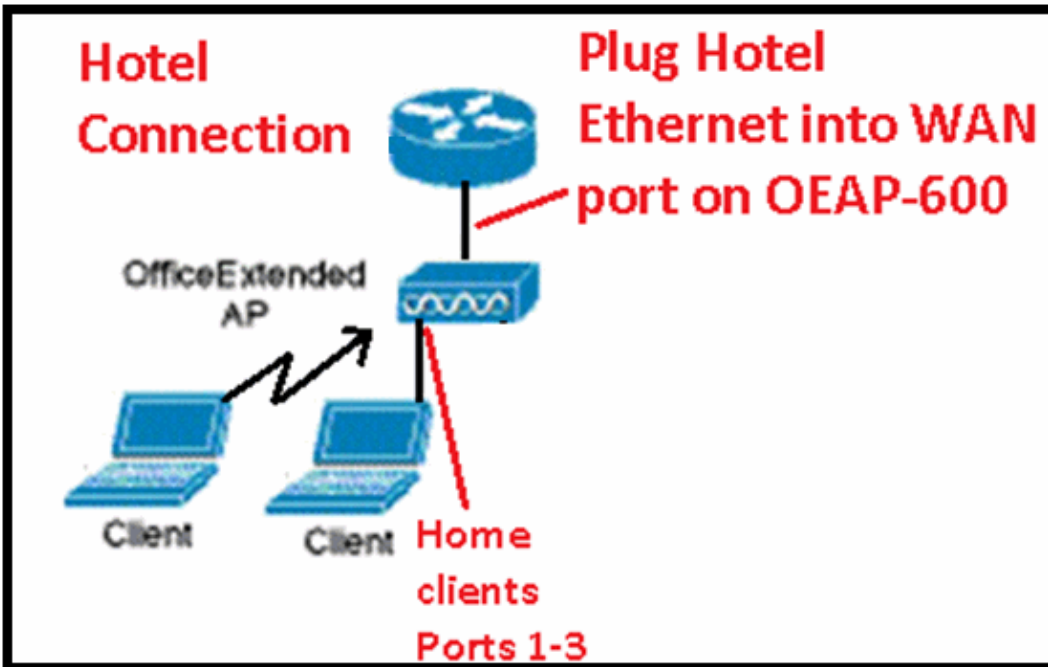 Hotel
Connection
Plug Hotel
Ethernet into WAN
port on OEAP-600
OfficeExtended
AP
Client
Client
Home
clients
Ports 1-3